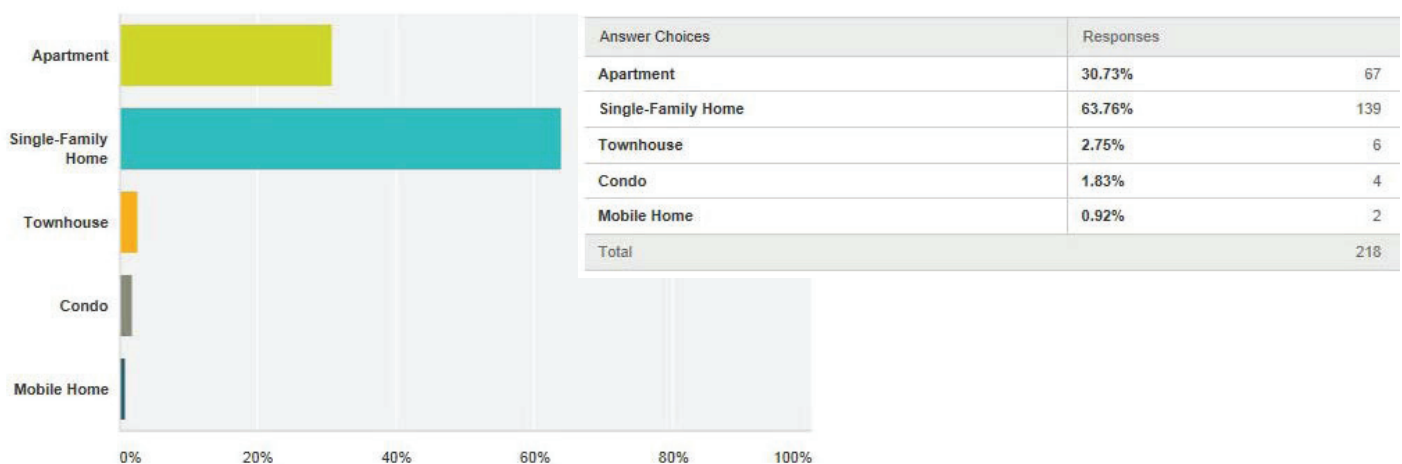 Apartment
Single-Family
Home
Townhouse
Condo
Mobile Home
0% 20% 40% 60% 80% 100%
Answer Choices Responses
Apartment 30.73% 67
Single-Family Home 63.76% 139
Townhouse 2.75% 6
Condo 1.83% 4
Mobile Home 0.92% 2
Total 218